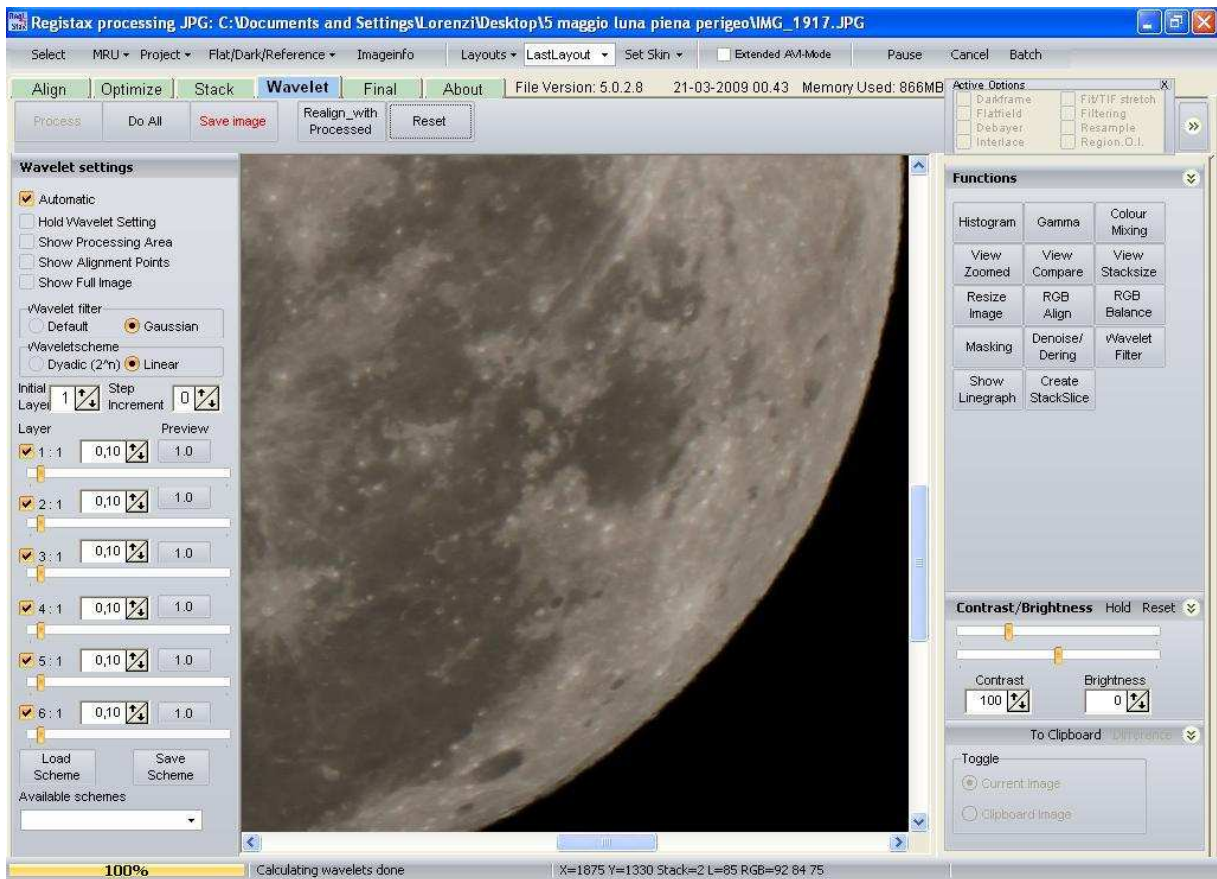 Registax processing JPG: C:\Documents and Settings\Lorenzi\Desktop\5 maggio luna piena perigeo\IMG_1917.JPG
Select MRU Project Flat/Dark/Reference Imageinfo Layouts LastLayout Set Skin Extended AVI-Mode Pause Cancel Batch
Align Optimize Stack Wavelet Final About File Version: 5.0.2.8 21-03-2009 00.43 Memory Used: 866MB
Active Options X
Darkframe Fit/TIF stretch
Flatfield Filtering
Debayer Resample
Interlace Region.O.I.
Process Do All Save image Realign_with Processed Reset
Wavelet settings
Automatic
Hold Wavelet Setting
Show Processing Area
Show Alignment Points
Show Full Image
Wavelet filter
Default Gaussian
Waveletscheme
Dyadic (2^n) Linear
Initial Layer 1 Step Increment 0
Layer Preview
1 : 1 0,10 1.0
2 : 1 0,10 1.0
3 : 1 0,10 1.0
4 : 1 0,10 1.0
5 : 1 0,10 1.0
6 : 1 0,10 1.0
Load Scheme Save Scheme
Available schemes
Functions
Histogram Gamma Colour Mixing
View Zoomed View Compare View Stacksize
Resize Image RGB Align RGB Balance
Masking Denoise/ Dering Wavelet Filter
Show Linegraph Create StackSlice
Contrast/Brightness Hold Reset
Contrast Brightness
100 0
To Clipboard Difference
Toggle
Current Image
Clipboard Image
100% Calculating wavelets done X=1875 Y=1330 Stack=2 L=85 RGB=92 84 75